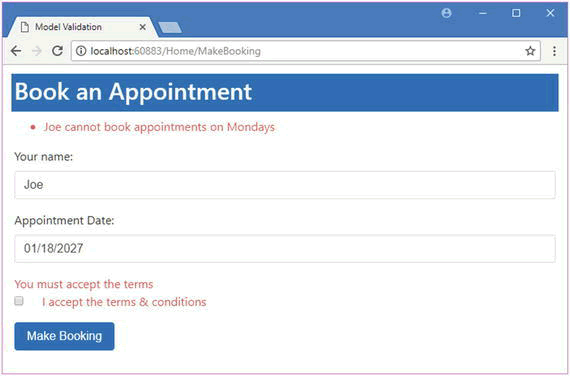 Model Validation
localhost:60883/Home/MakeBooking
Book an Appointment
Joe cannot book appointments on Mondays
Your name:
Joe
Appointment Date:
01/18/2027
You must accept the terms
I accept the terms & conditions
Make Booking